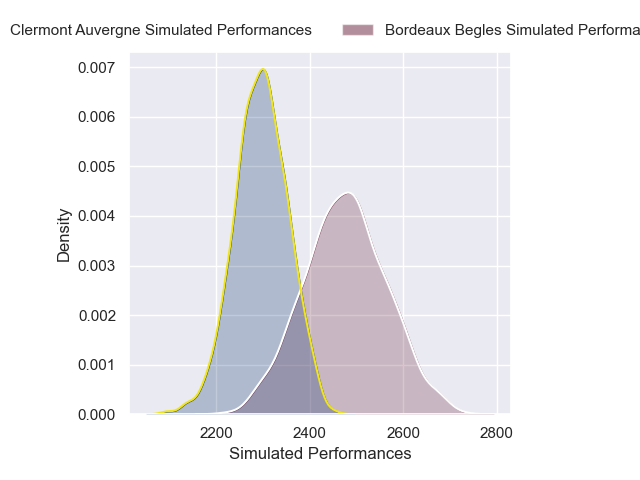 Clermont Auvergne Simulated Performances
Bordeaux Begles Simulated Performa
0.007
0.006
0.005
0.004
0.003
0.002
0.001
0.000
Density
2200 2400 2600 2800
Simulated Performances